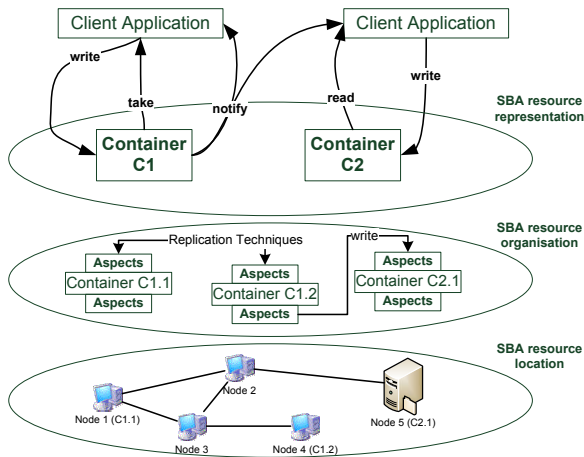 Client Application
Client Application
write
write
take
notify
read
SBA resource
representation
Container
C1
Container
C2
SBA resource
organisation
Replication Techniques
write
Aspects
Container C1.1
Aspects
Aspects
Container C1.2
Aspects
Aspects
Container C2.1
Aspects
SBA resource
location
Node 2
Node 1 (C1.1)
Node 3
Node 4 (C1.2)
Node 5 (C2.1)